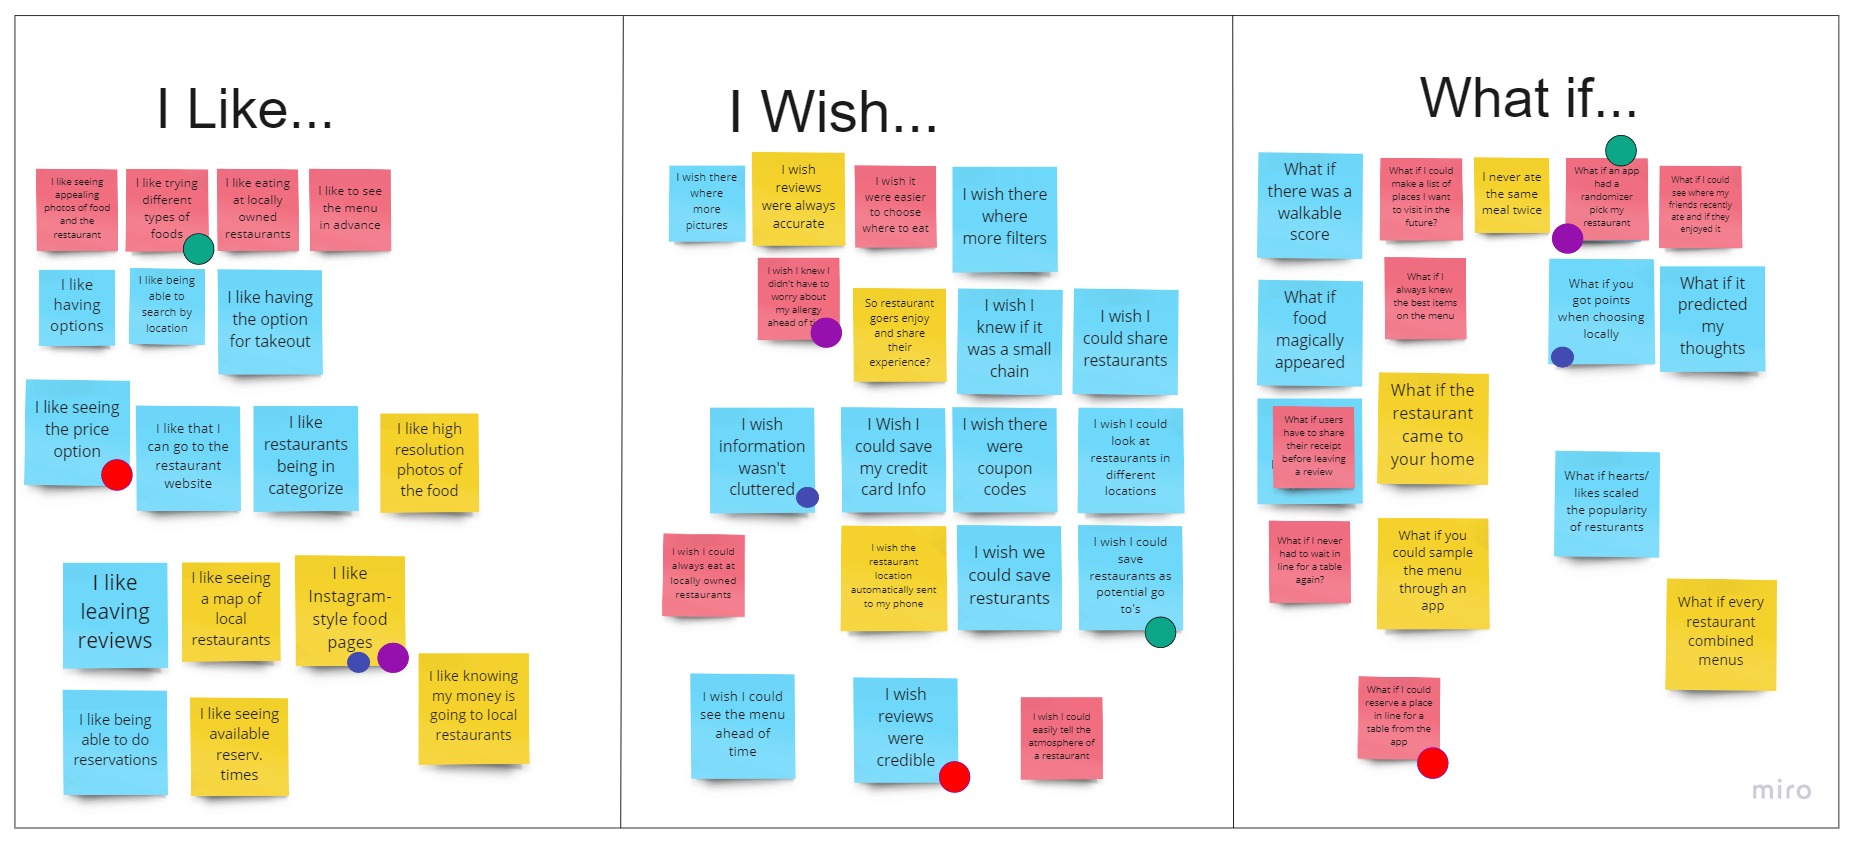 I Like...
I like seeing
appealing
photos of food
and the
restaurant
I like trying
different
types of
foods
I like eating
at locally
owned
restaurants
I like to see
the menu
in advance
I like
having
options
I like being
able to
search by
location
I like having
the option
for takeout
I like seeing
the price
option
I like that I
can go to the
restaurant
website
I like
restaurants
being in
categorize
I like high
resolution
photos of
the food
I like
leaving
reviews
I like seeing
a map of
local
restaurants
I like
Instagram-
style food
pages
I like knowing
my money is
going to local
restaurants
I like being
able to do
reservations
I like seeing
available
reserv.
times
I Wish...
I wish there
where
more
pictures
I wish
reviews
were always
accurate
I wish it
were easier
to choose
where to eat
I wish there
where
more filters
I wish I knew I
didn't have to
worry about
my allergy
ahead of
So restaurant
goers enjoy
and share
their
experience?
I wish I
knew if it
was a small
chain
I wish I
could share
restaurants
I wish
information
wasn't
cluttered
I Wish I
could save
my credit
card Info
I wish there
were
coupon
codes
I wish I could
look at
restaurants in
different
locations
I wish I could
always eat at
locally owned
restaurants
I wish the
restaurant
location
automatically sent
to my phone
I wish we
could save
resturants
I wish I could
save
restaurants as
potential go
to's
I wish I could
see the menu
ahead of
time
I wish
reviews
were
credible
I wish I could
easily tell the
atmosphere of
a restaurant
What if...
What if
there was a
walkable
score
What if I could
make a list of
places I want
to visit in the
future?
I never ate
the same
meal twice
What if an app
had a
randomizer
pick my
restaurant
What if I could
see where my
friends recently
ate and if they
enjoyed it
What if
food
magically
appeared
What if I
always knew
the best items
on the menu
What if you
got points
when choosing
locally
What if it
predicted
my
thoughts
What if users
have to share
their receipt
before leaving
a review
What if the
restaurant
came to
your home
What if hearts/
likes scaled
the popularity
of resturants
What if I never
had to wait in
line for a table
again?
What if you
could sample
the menu
through an
app
What if every
restaurant
combined
menus
What if I could
reserve a place
in line for a
table from the
app
miro